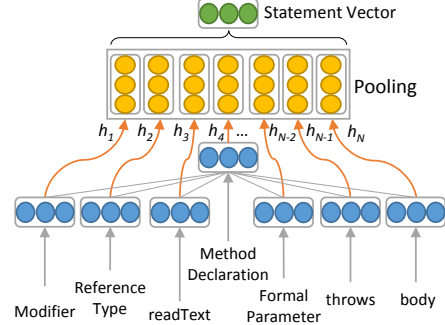 Statement Vector
Pooling
h1 h2 h3 h4 ... hN-2 hN-1 hN
Method
Declaration
Modifier
Reference
Type
readText
Formal
Parameter
throws
body